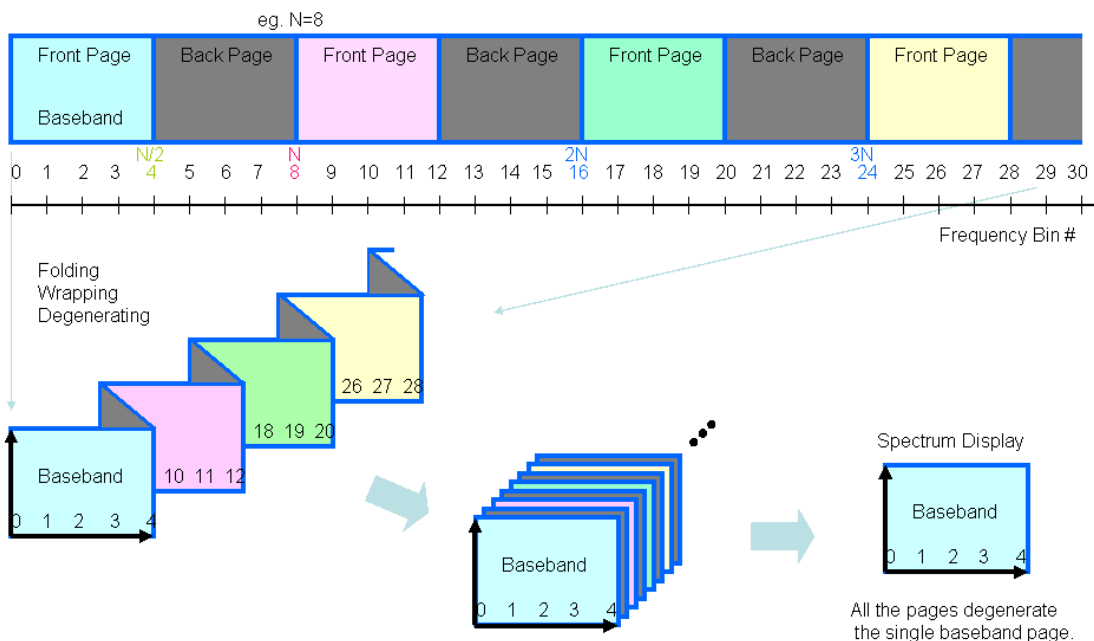 eg. N=8
Front Page Back Page Front Page Back Page Front Page Back Page Front Page
Baseband
N/2 N 2N 3N
0 1 2 3 4 5 6 7 8 9 10 11 12 13 14 15 16 17 18 19 20 21 22 23 24 25 26 27 28 29 30
Frequency Bin #
Folding
Wrapping
Degenerating
26 27 28
18 19 20
10 11 12
Baseband
0 1 2 3 4
Baseband
0 1 2 3 4
Spectrum Display
Baseband
0 1 2 3 4
All the pages degenerate
the single baseband page.